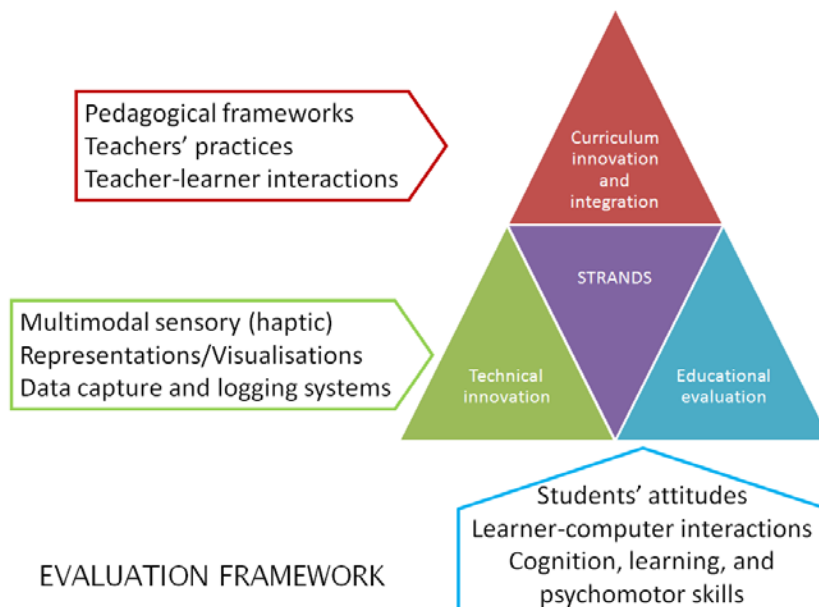 Pedagogical frameworks
Teachers' practices
Teacher-learner interactions
Curriculum
innovation
and
integration
STRANDS
Multimodal sensory (haptic)
Representations/Visualisations
Data capture and logging systems
Technical
innovation
Educational
evaluation
Students' attitudes
Learner-computer interactions
Cognition, learning, and
psychomotor skills
EVALUATION FRAMEWORK